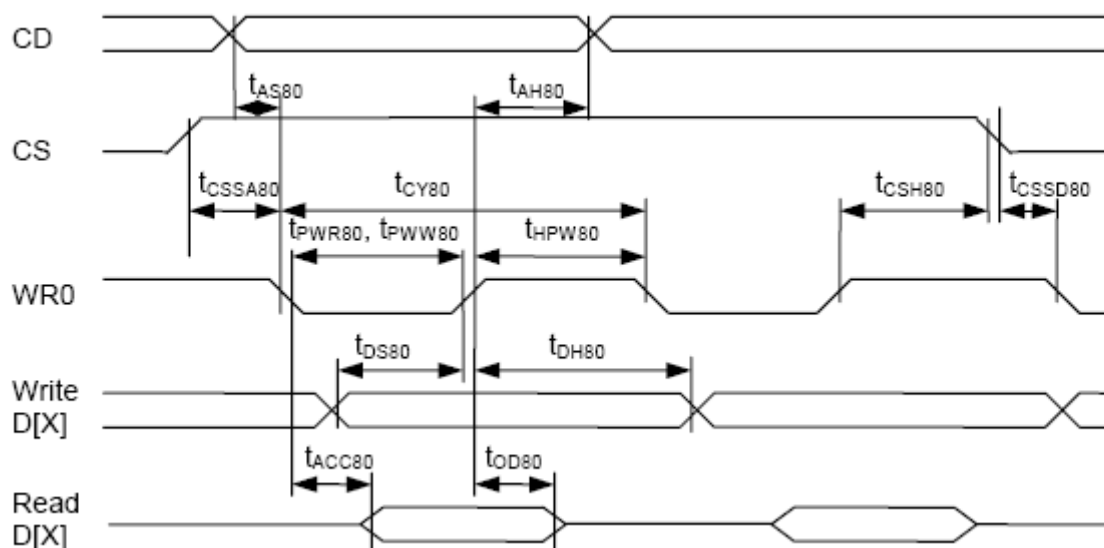 CD
tAS80 tAH80
CS
tCSSA80 tCY80 tCSH80 tCSSD80
tPWR80, tPWW80 tHPW80
WR0
tDS80 tDH80
Write
D[X]
tACC80 tOD80
Read
D[X]